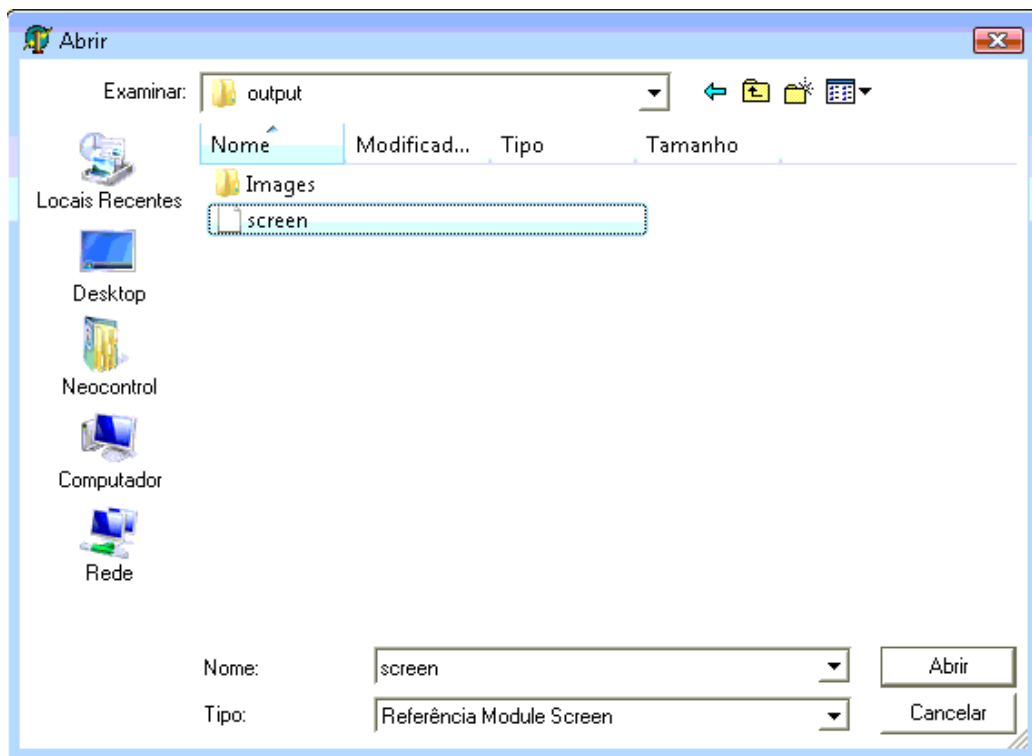 Abrir
Examinar: output
Nome Modificad... Tipo Tamanho
Images
screen
Locais Recentes
Desktop
Neocontrol
Computador
Rede
Nome: screen Abrir
Tipo: Referência Module Screen Cancelar